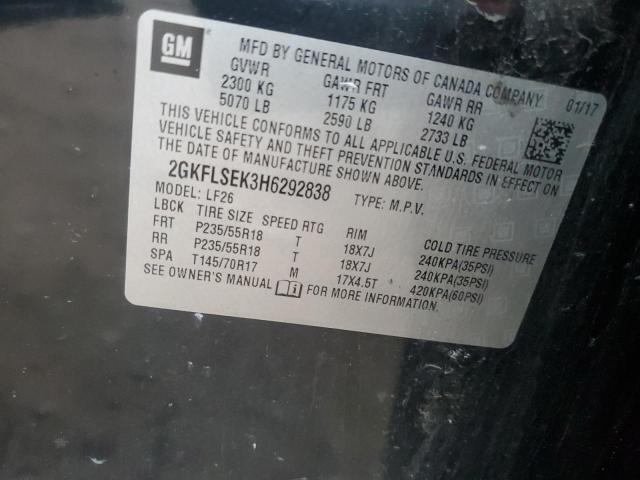 GM
MFD BY GENERAL MOTORS OF CANADA COMPANY
01/17
GVWR GAWR FRT GAWR RR
2300 KG 1175 KG 1240 KG
5070 LB 2590 LB 2733 LB
THIS VEHICLE CONFORMS TO ALL APPLICABLE U.S. FEDERAL MOTOR
VEHICLE SAFETY AND THEFT PREVENTION STANDARDS IN EFFECT ON
THE DATE OF MANUFACTURE SHOWN ABOVE.
2GKFLSEK3H6292838 TYPE: M.P.V.
MODEL: LF26
LBCK TIRE SIZE SPEED RTG RIM COLD TIRE PRESSURE
FRT P235/55R18 T 18X7J 240KPA(35PSI)
RR P235/55R18 T 18X7J 240KPA(35PSI)
SPA T145/70R17 M 17X4.5T 420KPA(60PSI)
SEE OWNER'S MANUAL FOR MORE INFORMATION.